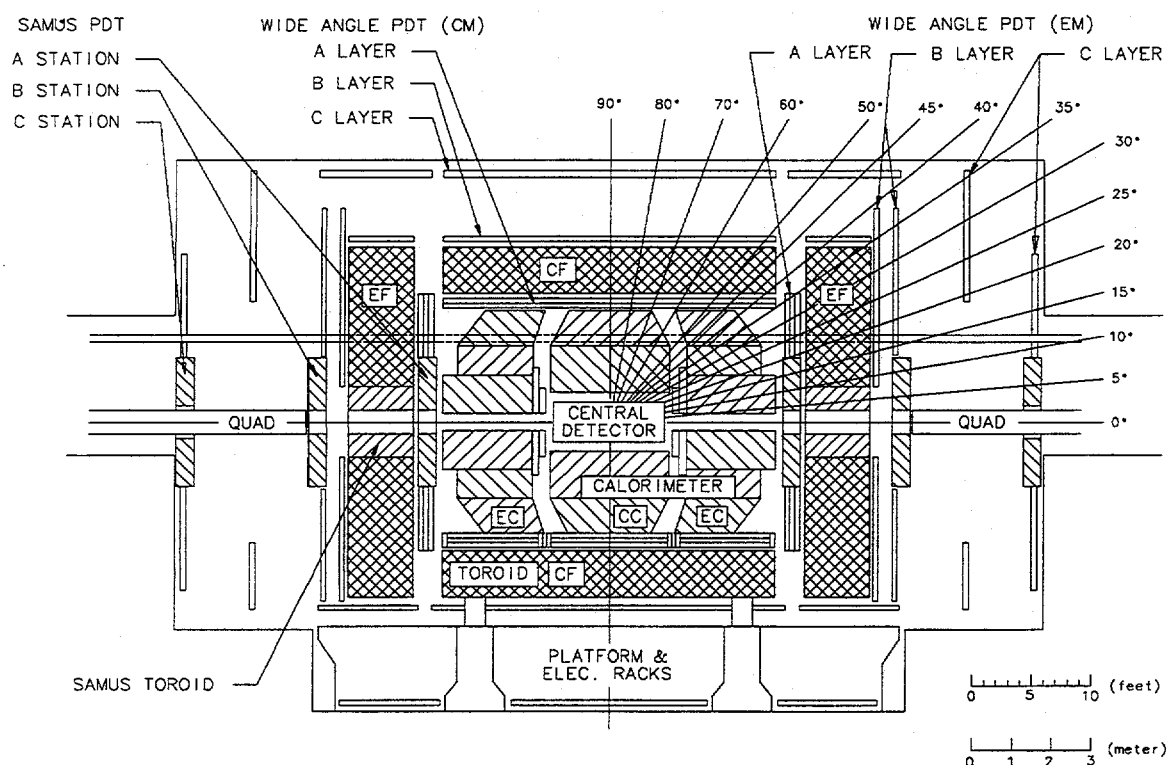 SAMUS PDT
A STATION
B STATION
C STATION
WIDE ANGLE PDT (CM)
A LAYER
B LAYER
C LAYER
WIDE ANGLE PDT (EM)
A LAYER
B LAYER
C LAYER
90°
80°
70°
60°
50°
45°
40°
35°
30°
25°
20°
15°
10°
5°
0°
CF
EF
EF
QUAD
CENTRAL
DETECTOR
QUAD
CALORIMETER
EC
CC
EC
TOROID
CF
PLATFORM &
ELEC. RACKS
SAMUS TOROID
0 5 10 (feet)
0 1 2 3 (meter)